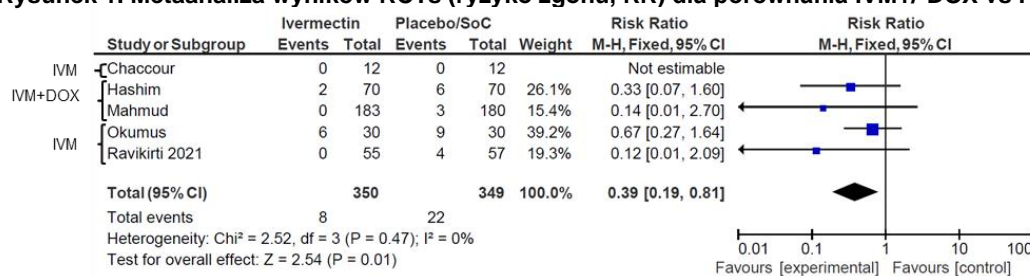 Rysunek 1. Metaanaliza wyników RCTs (ryzyko zgonu, RR) dla porównania IVM+/-DOX vs
Ivermectin Placebo/SoC Risk Ratio Risk Ratio
Study or Subgroup Events Total Events Total Weight M-H, Fixed, 95% CI M-H, Fixed, 95% CI
IVM Chaccour 0 12 0 12 Not estimable
IVM+DOX Hashim 2 70 6 70 26.1% 0.33 [0.07, 1.60]
Mahmud 0 183 3 180 15.4% 0.14 [0.01, 2.70]
IVM Okumus 6 30 9 30 39.2% 0.67 [0.27, 1.64]
Ravikirti 2021 0 55 4 57 19.3% 0.12 [0.01, 2.09]
Total (95% CI) 350 349 100.0% 0.39 [0.19, 0.81]
Total events 8 22
Heterogeneity: Chi² = 2.52, df = 3 (P = 0.47); I² = 0%
Test for overall effect: Z = 2.54 (P = 0.01)
0.01 0.1 1 10 100
Favours [experimental] Favours [control]